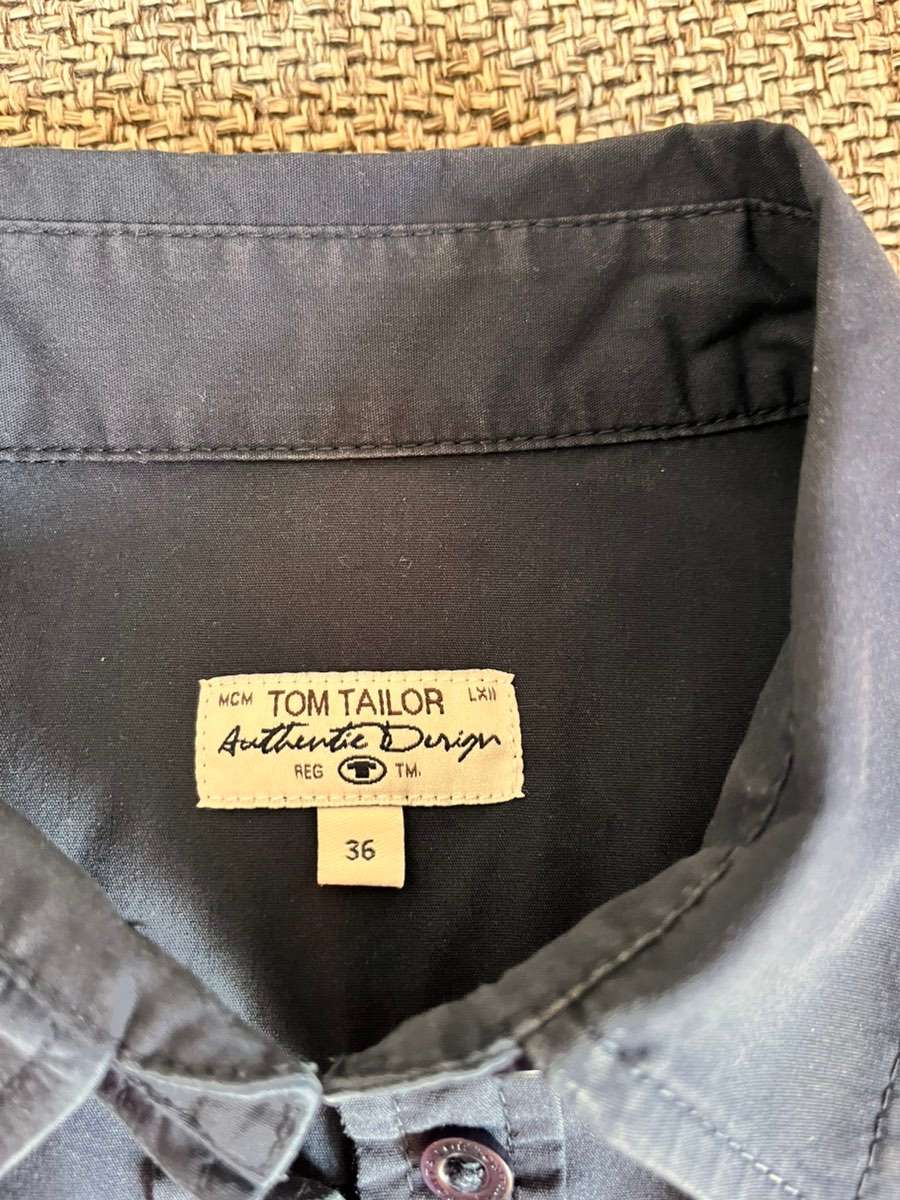 MCM TOM TAILOR LXII
Authentic Design
REG TM.
36